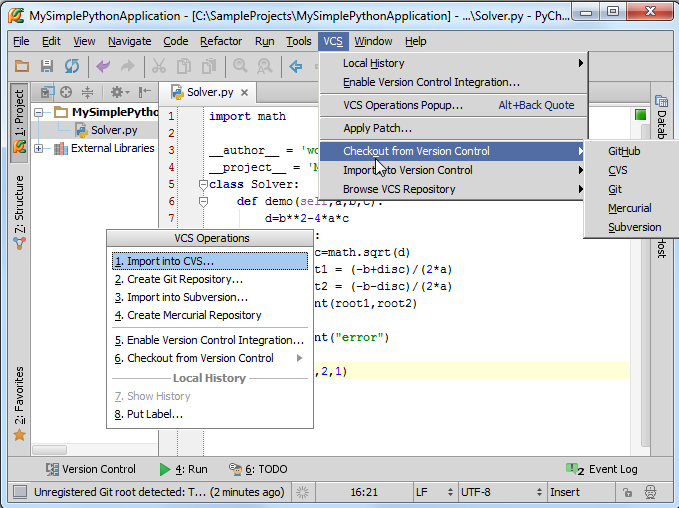 MySimplePythonApplication - [C:\SampleProjects\MySimplePythonApplication] - ...\Solver.py - PyCh...
File Edit View Navigate Code Refactor Run Tools VCS Window Help
Local History
Enable Version Control Integration...
VCS Operations Popup... Alt+Back Quote
Apply Patch...
Checkout from Version Control
Import into Version Control
Browse VCS Repository
GitHub
CVS
Git
Mercurial
Subversion
1: Project
7: Structure
2: Favorites
MySimplePytho
Solver.py
External Libraries
Solver.py
1 import math
2
3 __author__ = 'wo
4 __project__ =
5 class Solver:
6 def demo(self,a,b,c):
7 d=b**2-4*a*c
:
c=math.sqrt(d)
t1 = (-b+disc)/(2*a)
t2 = (-b-disc)/(2*a)
nt(root1,root2)
nt("error")
,2,1)
VCS Operations
1. Import into CVS...
2. Create Git Repository...
3. Import into Subversion...
4. Create Mercurial Repository
5. Enable Version Control Integration...
6. Checkout from Version Control
Local History
7. Show History
8. Put Label...
Datab
Host
Version Control 4: Run 6: TODO 2 Event Log
Unregistered Git root detected: T... (2 minutes ago) 16:21 LF UTF-8 Insert